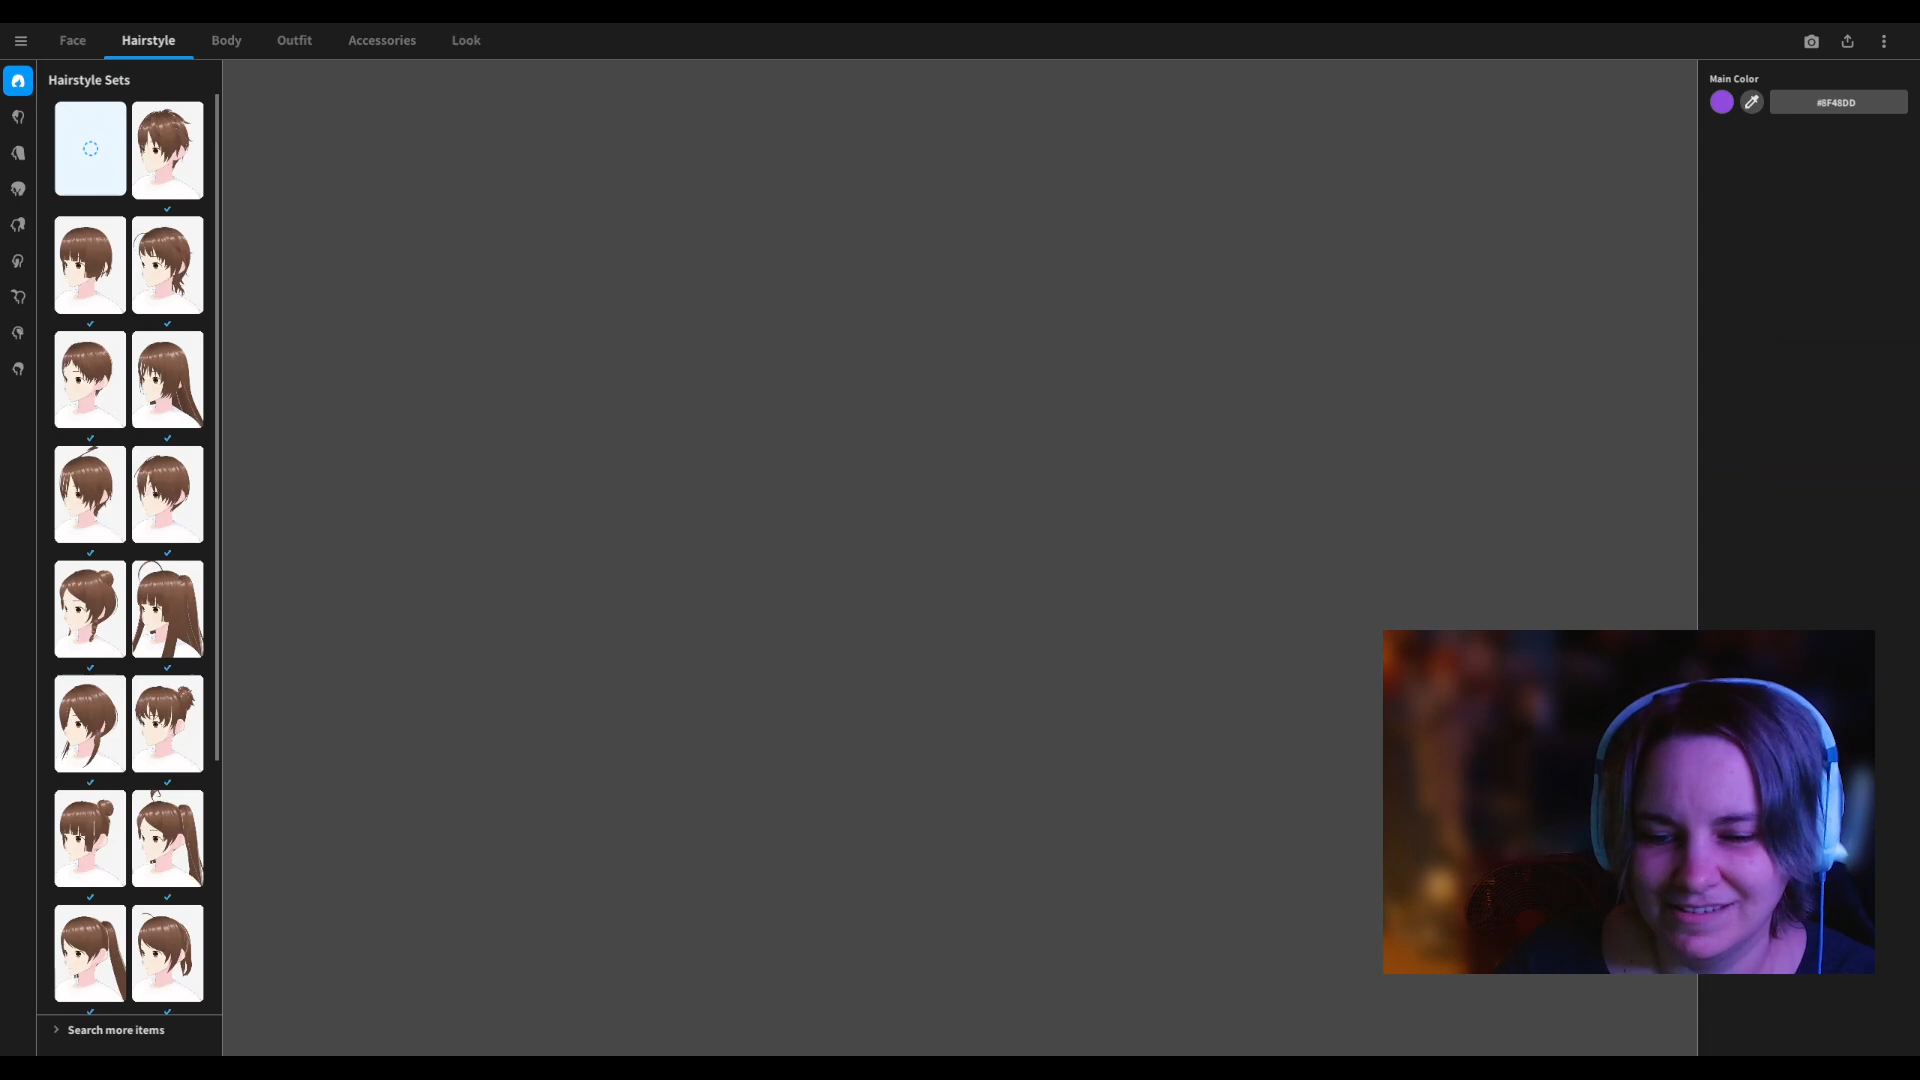 Face Hairstyle Body Outfit Accessories Look
Hairstyle Sets
Main Color
#8F48DD
Search more items